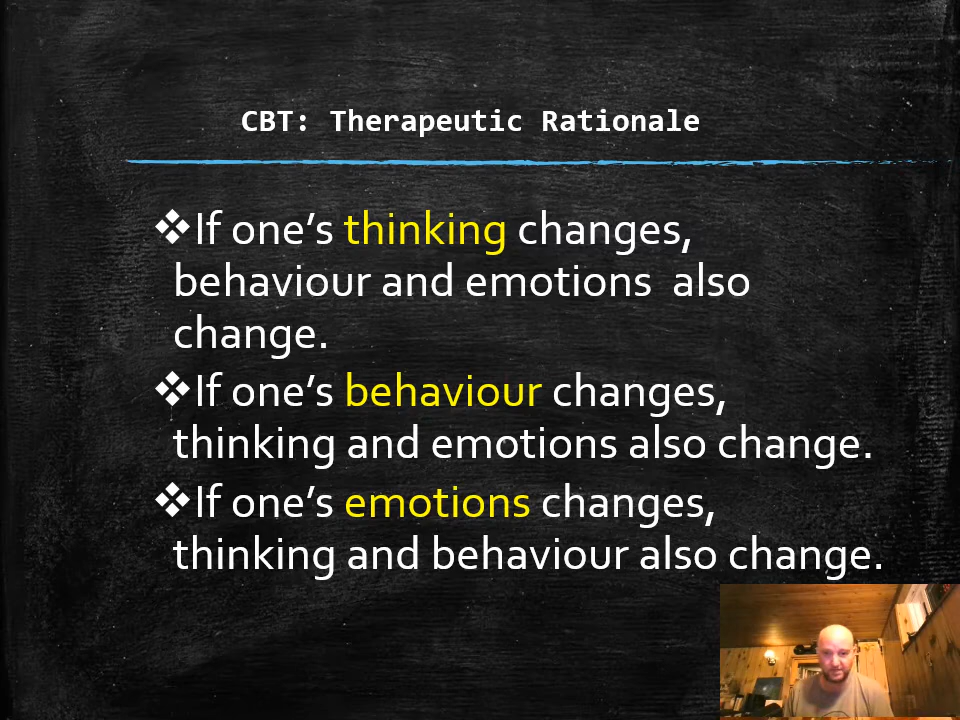 CBT: Therapeutic Rationale
❖If one’s thinking changes,
behaviour and emotions also
change.
❖If one’s behaviour changes,
thinking and emotions also change.
❖If one’s emotions changes,
thinking and behaviour also change.